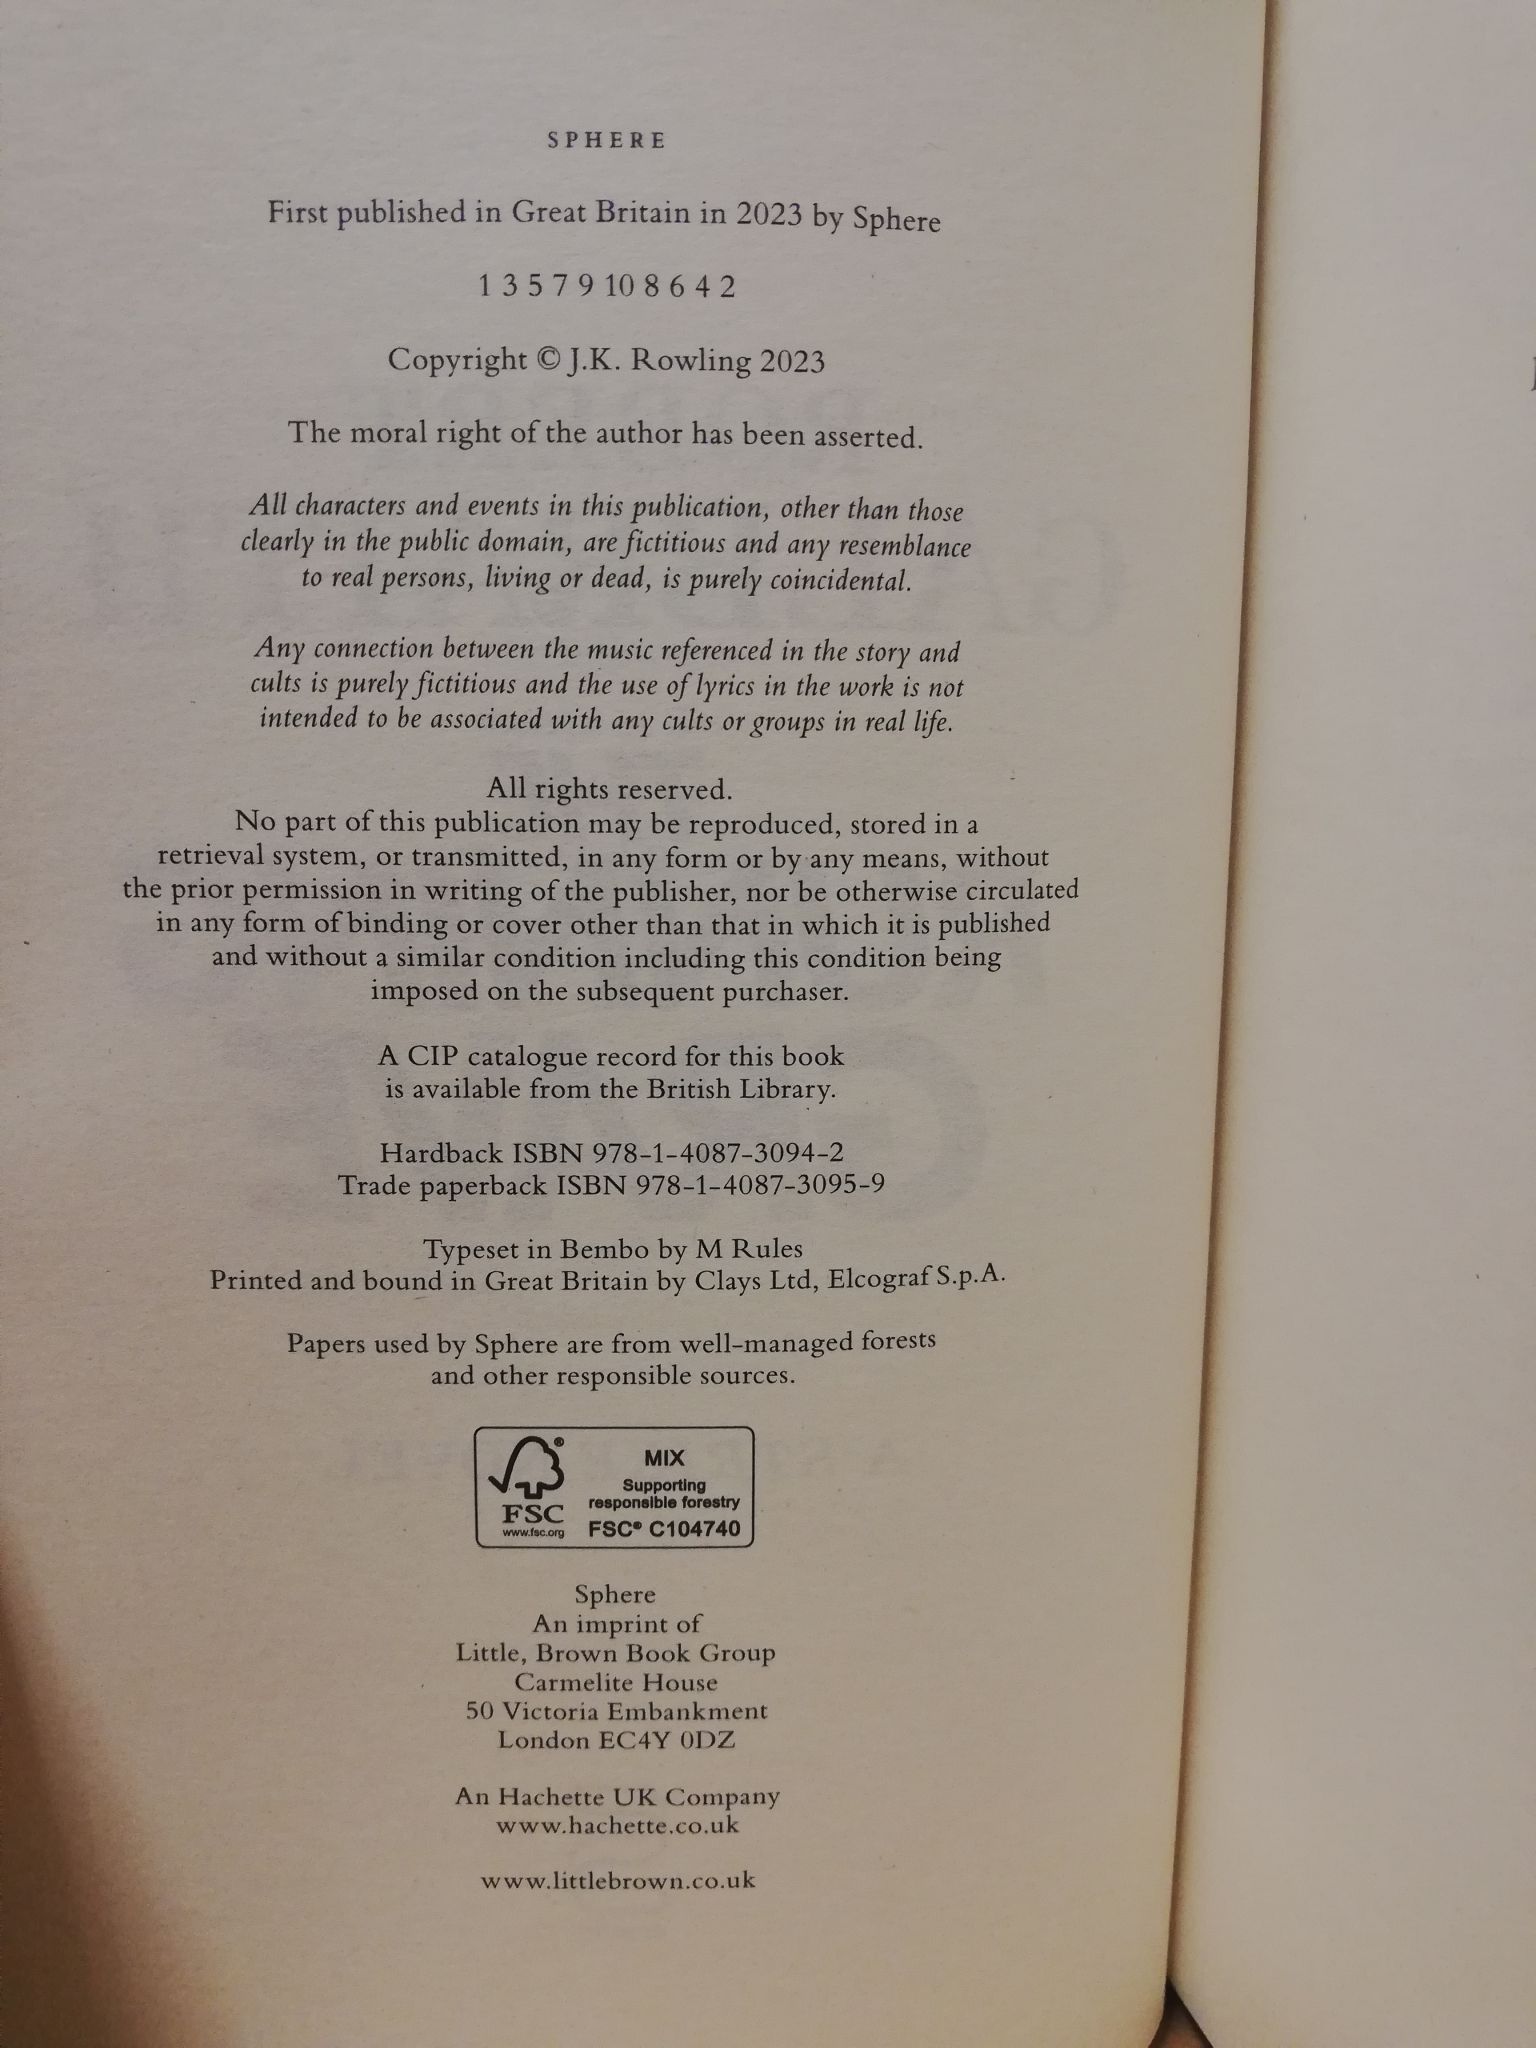 SPHERE
First published in Great Britain in 2023 by Sphere
1 3 5 7 9 10 8 6 4 2
Copyright © J.K. Rowling 2023
The moral right of the author has been asserted.
All characters and events in this publication, other than those
clearly in the public domain, are fictitious and any resemblance
to real persons, living or dead, is purely coincidental.
Any connection between the music referenced in the story and
cults is purely fictitious and the use of lyrics in the work is not
intended to be associated with any cults or groups in real life.
All rights reserved.
No part of this publication may be reproduced, stored in a
retrieval system, or transmitted, in any form or by any means, without
the prior permission in writing of the publisher, nor be otherwise circulated
in any form of binding or cover other than that in which it is published
and without a similar condition including this condition being
imposed on the subsequent purchaser.
A CIP catalogue record for this book
is available from the British Library.
Hardback ISBN 978-1-4087-3094-2
Trade paperback ISBN 978-1-4087-3095-9
Typeset in Bembo by M Rules
Printed and bound in Great Britain by Clays Ltd, Elcograf S.p.A.
Papers used by Sphere are from well-managed forests
and other responsible sources.
®
FSC
www.fsc.org
MIX
Supporting
responsible forestry
FSC® C104740
Sphere
An imprint of
Little, Brown Book Group
Carmelite House
50 Victoria Embankment
London EC4Y 0DZ
An Hachette UK Company
www.hachette.co.uk
www.littlebrown.co.uk